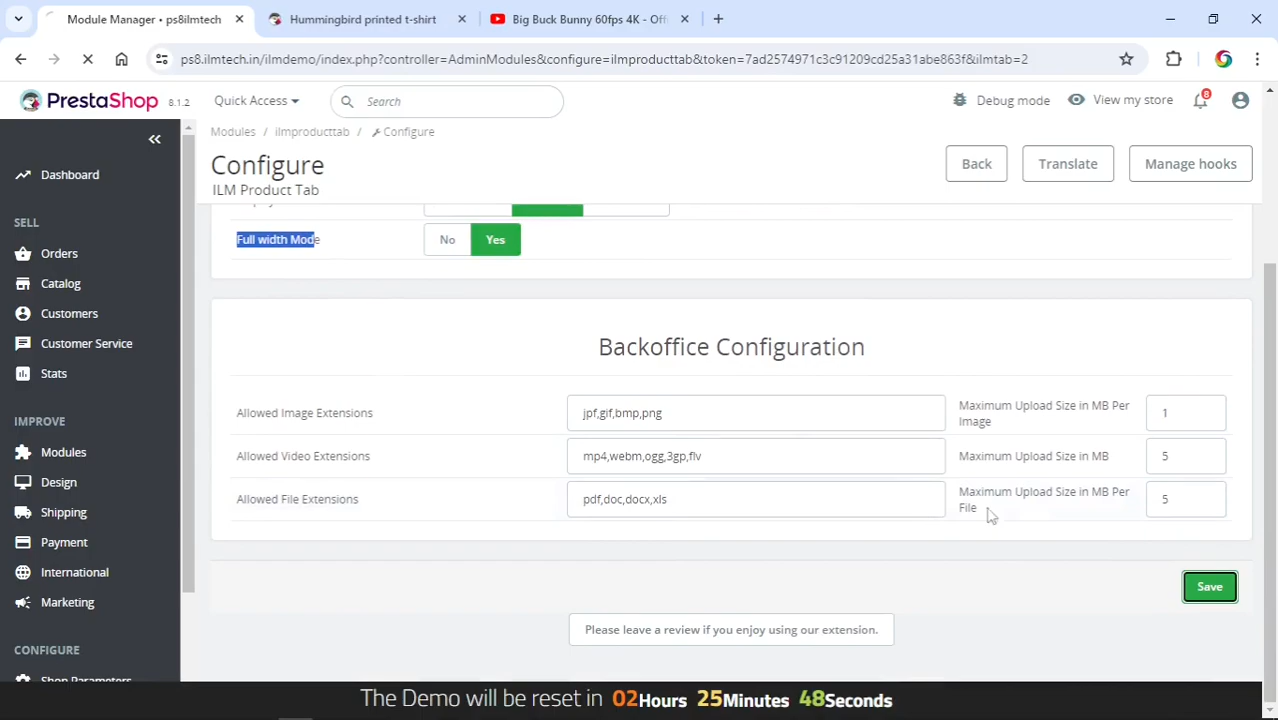 Module Manager • ps8ilmtech
Hummingbird printed t-shirt
Big Buck Bunny 60fps 4K - Off
ps8.ilmtech.in/ilmdemo/index.php?controller=AdminModules&configure=ilmproducttab&token=7ad2574971c3c91209cd25a31abe863f&ilmtab=2
PrestaShop 8.1.2
Quick Access
Search
Debug mode
View my store
8
Modules / ilmproducttab / Configure
Configure
ILM Product Tab
Back
Translate
Manage hooks
Dashboard
SELL
Orders
Catalog
Customers
Customer Service
Stats
IMPROVE
Modules
Design
Shipping
Payment
International
Marketing
CONFIGURE
Shop Parameters
Full width Mode
No
Yes
Backoffice Configuration
Allowed Image Extensions
jpf,gif,bmp,png
Maximum Upload Size in MB Per
Image
1
Allowed Video Extensions
mp4,webm,ogg,3gp,flv
Maximum Upload Size in MB
5
Allowed File Extensions
pdf,doc,docx,xls
Maximum Upload Size in MB Per
File
5
Save
Please leave a review if you enjoy using our extension.
The Demo will be reset in 02Hours 25Minutes 48Seconds